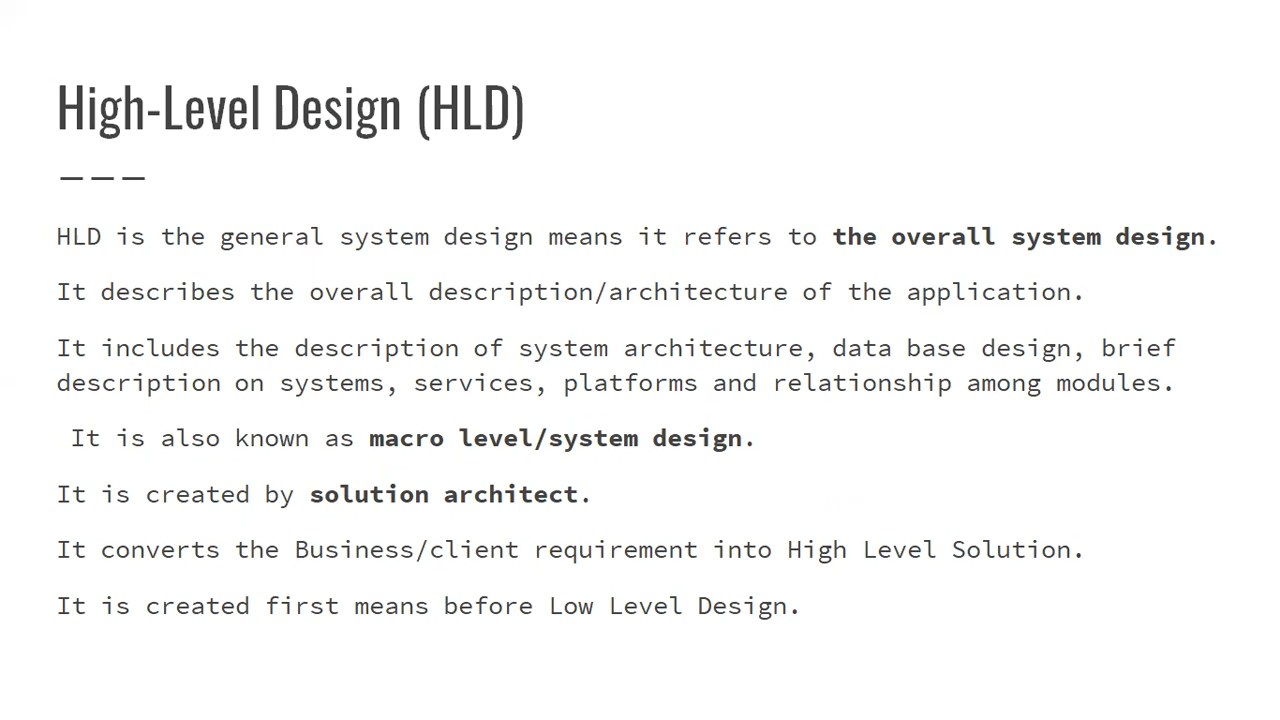 High-Level Design (HLD)
HLD is the general system design means it refers to the overall system design.
It describes the overall description/architecture of the application.
It includes the description of system architecture, data base design, brief
description on systems, services, platforms and relationship among modules.
It is also known as macro level/system design.
It is created by solution architect.
It converts the Business/client requirement into High Level Solution.
It is created first means before Low Level Design.